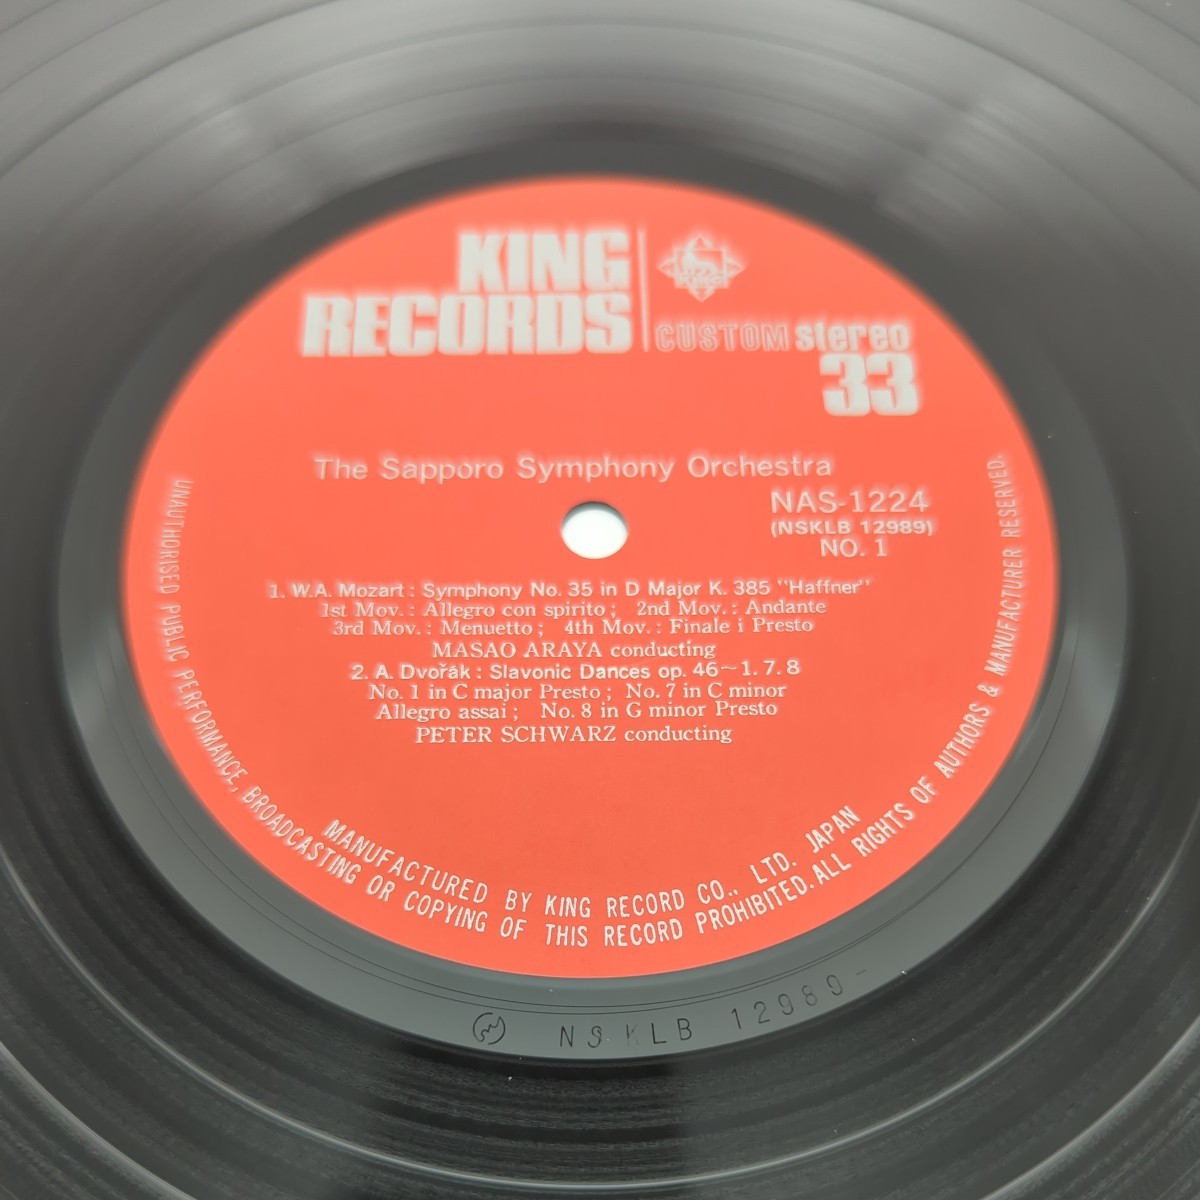 KING
RECORDS
KING
CUSTOM stereo
33
The Sapporo Symphony Orchestra
NAS-1224
(NSKLB 12989)
NO. 1
1. W.A. Mozart : Symphony No. 35 in D Major K. 385 "Haffner"
1st Mov. : Allegro con spirito ; 2nd Mov. : Andante
3rd Mov. : Menuetto ; 4th Mov. : Finale i Presto
MASAO ARAYA conducting
2. A. Dvořák : Slavonic Dances op. 46~1. 7. 8
No. 1 in C major Presto ; No. 7 in C minor
Allegro assai ; No. 8 in G minor Presto
PETER SCHWARZ conducting
MANUFACTURED BY KING RECORD CO., LTD. JAPAN
UNAUTHORISED PUBLIC PERFORMANCE, BROADCASTING OR COPYING OF THIS RECORD PROHIBITED. ALL RIGHTS OF AUTHORS & MANUFACTURER RESERVED.
NSKLB 12989-